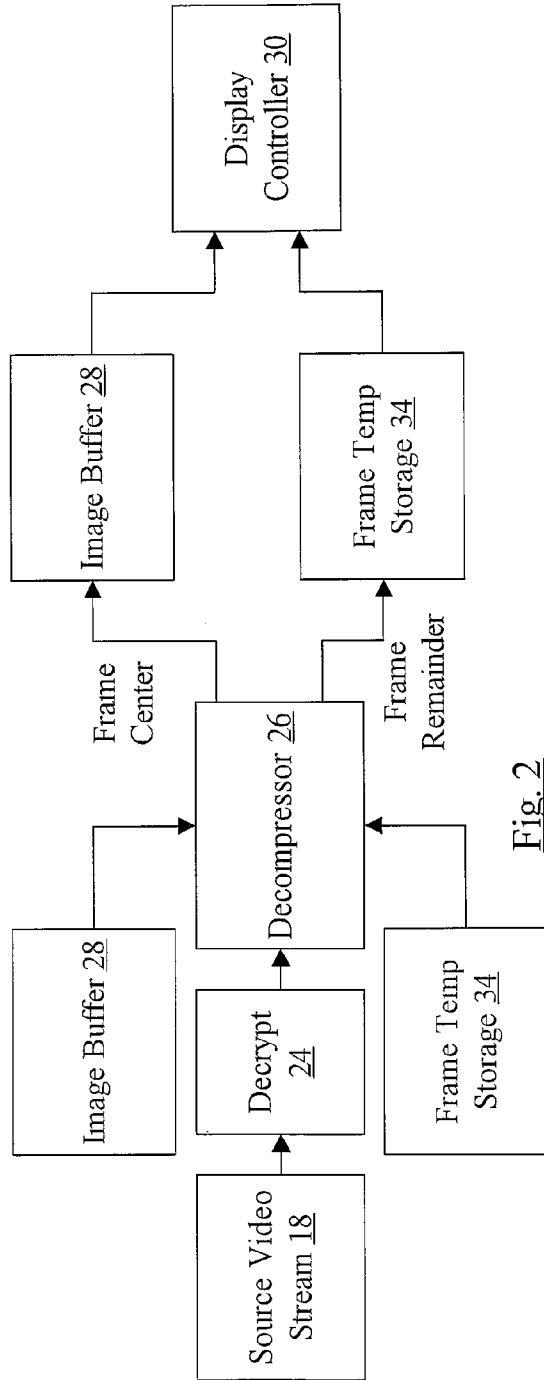 Source Video
Stream 18
Decrypt
24
Image Buffer 28
Decompressor 26
Frame Temp
Storage 34
Frame
Center
Frame
Remainder
Image Buffer 28
Frame Temp
Storage 34
Display
Controller 30
Fig. 2